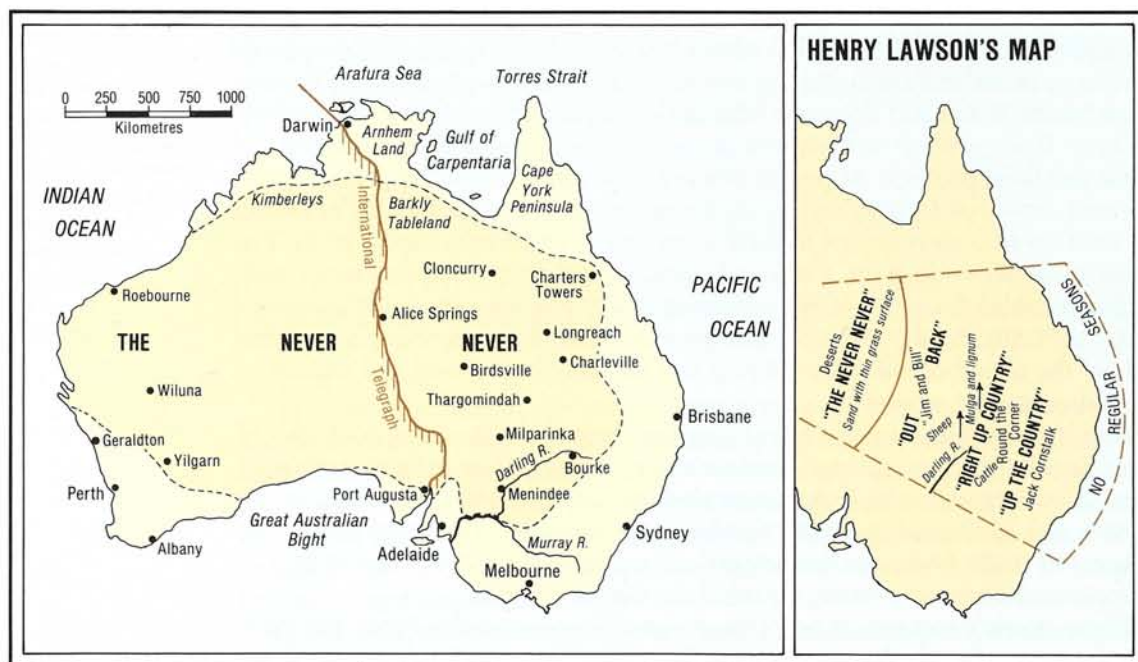 Arafura Sea
Torres Strait
0 250 500 750 1000
Kilometres
Darwin
Arnhem
Land
Gulf of
Carpentaria
INDIAN
OCEAN
Kimberleys
International
Barkly
Tableland
Cape
York
Peninsula
Cloncurry
Charters
Towers
PACIFIC
OCEAN
Roebourne
Alice Springs
Longreach
THE NEVER NEVER
Charleville
Birdsville
Wiluna
Telegraph
Thargomindah
Brisbane
Geraldton
Milparinka
Yilgarn
Darling R.
Bourke
Perth
Port Augusta
Menindee
Great Australian
Bight
Albany
Adelaide
Murray R.
Sydney
Melbourne
HENRY LAWSON'S MAP
Deserts
"THE NEVER NEVER"
Sand with thin grass surface
"OUT BACK"
"Jim and Bill"
Sheep
Mulga and lignum
Darling R.
"RIGHT UP COUNTRY"
Cattle
Round the
Corner
"UP THE COUNTRY"
Jack Cornstalk
NO REGULAR SEASONS